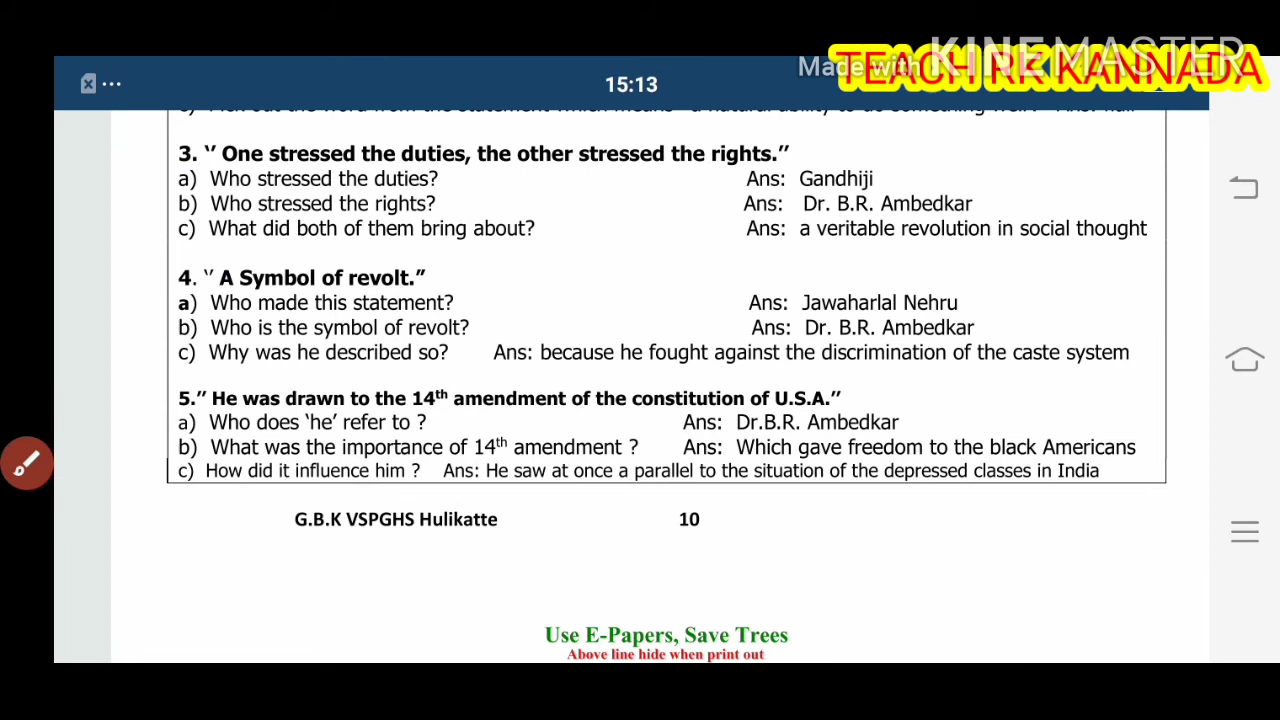 15:13
Made with KINEMASTER
TEACH RK KANNADA
3. “ One stressed the duties, the other stressed the rights.”
a) Who stressed the duties? Ans: Gandhiji
b) Who stressed the rights? Ans: Dr. B.R. Ambedkar
c) What did both of them bring about? Ans: a veritable revolution in social thought
4. “ A Symbol of revolt.”
a) Who made this statement? Ans: Jawaharlal Nehru
b) Who is the symbol of revolt? Ans: Dr. B.R. Ambedkar
c) Why was he described so? Ans: because he fought against the discrimination of the caste system
5.” He was drawn to the 14th amendment of the constitution of U.S.A.”
a) Who does ‘he’ refer to ? Ans: Dr.B.R. Ambedkar
b) What was the importance of 14th amendment ? Ans: Which gave freedom to the black Americans
c) How did it influence him ? Ans: He saw at once a parallel to the situation of the depressed classes in India
G.B.K VSPGHS Hulikatte 10
Use E-Papers, Save Trees
Above line hide when print out